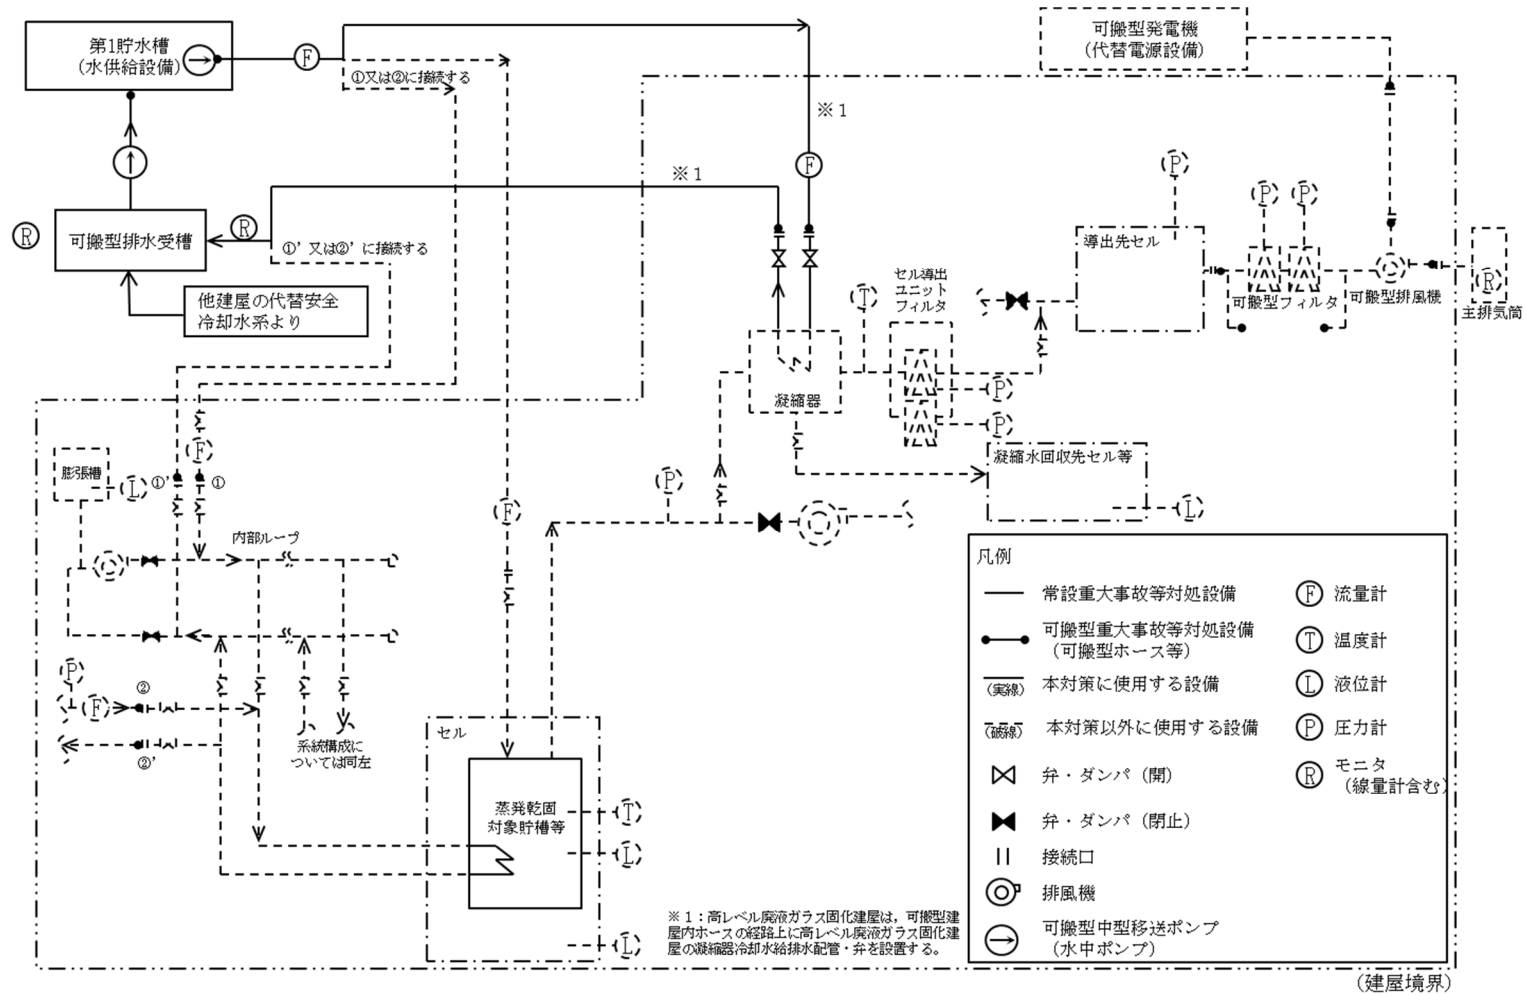 第1貯水槽
(水供給設備)
F
①又は②に接続する
※1
※1
F
可搬型発電機
(代替電源設備)
R
可搬型排水受槽
R
①’又は②’に接続する
他建屋の代替安全
冷却水系より
P
P
P
導出先セル
可搬型フィルタ
可搬型排風機
R
主排気筒
T
セル導出
ユニット
フィルタ
凝縮器
P
P
凝縮水回収先セル等
L
P
膨張槽
L
①’
F
①
内部ループ
F
P
F
②
②’
系統構成に
ついては同左
セル
蒸発乾固
対象貯槽等
T
L
L
※1:高レベル廃液ガラス固化建屋は,可搬型建
屋内ホースの経路上に高レベル廃液ガラス固化建
屋の凝縮器冷却水給排水配管・弁を設置する。
凡例
常設重大事故等対処設備
可搬型重大事故等対処設備
(可搬型ホース等)
(実線) 本対策に使用する設備
(破線) 本対策以外に使用する設備
弁・ダンパ(開)
弁・ダンパ(閉止)
接続口
排風機
可搬型中型移送ポンプ
(水中ポンプ)
F 流量計
T 温度計
L 液位計
P 圧力計
R モニタ
(線量計含む)
(建屋境界)